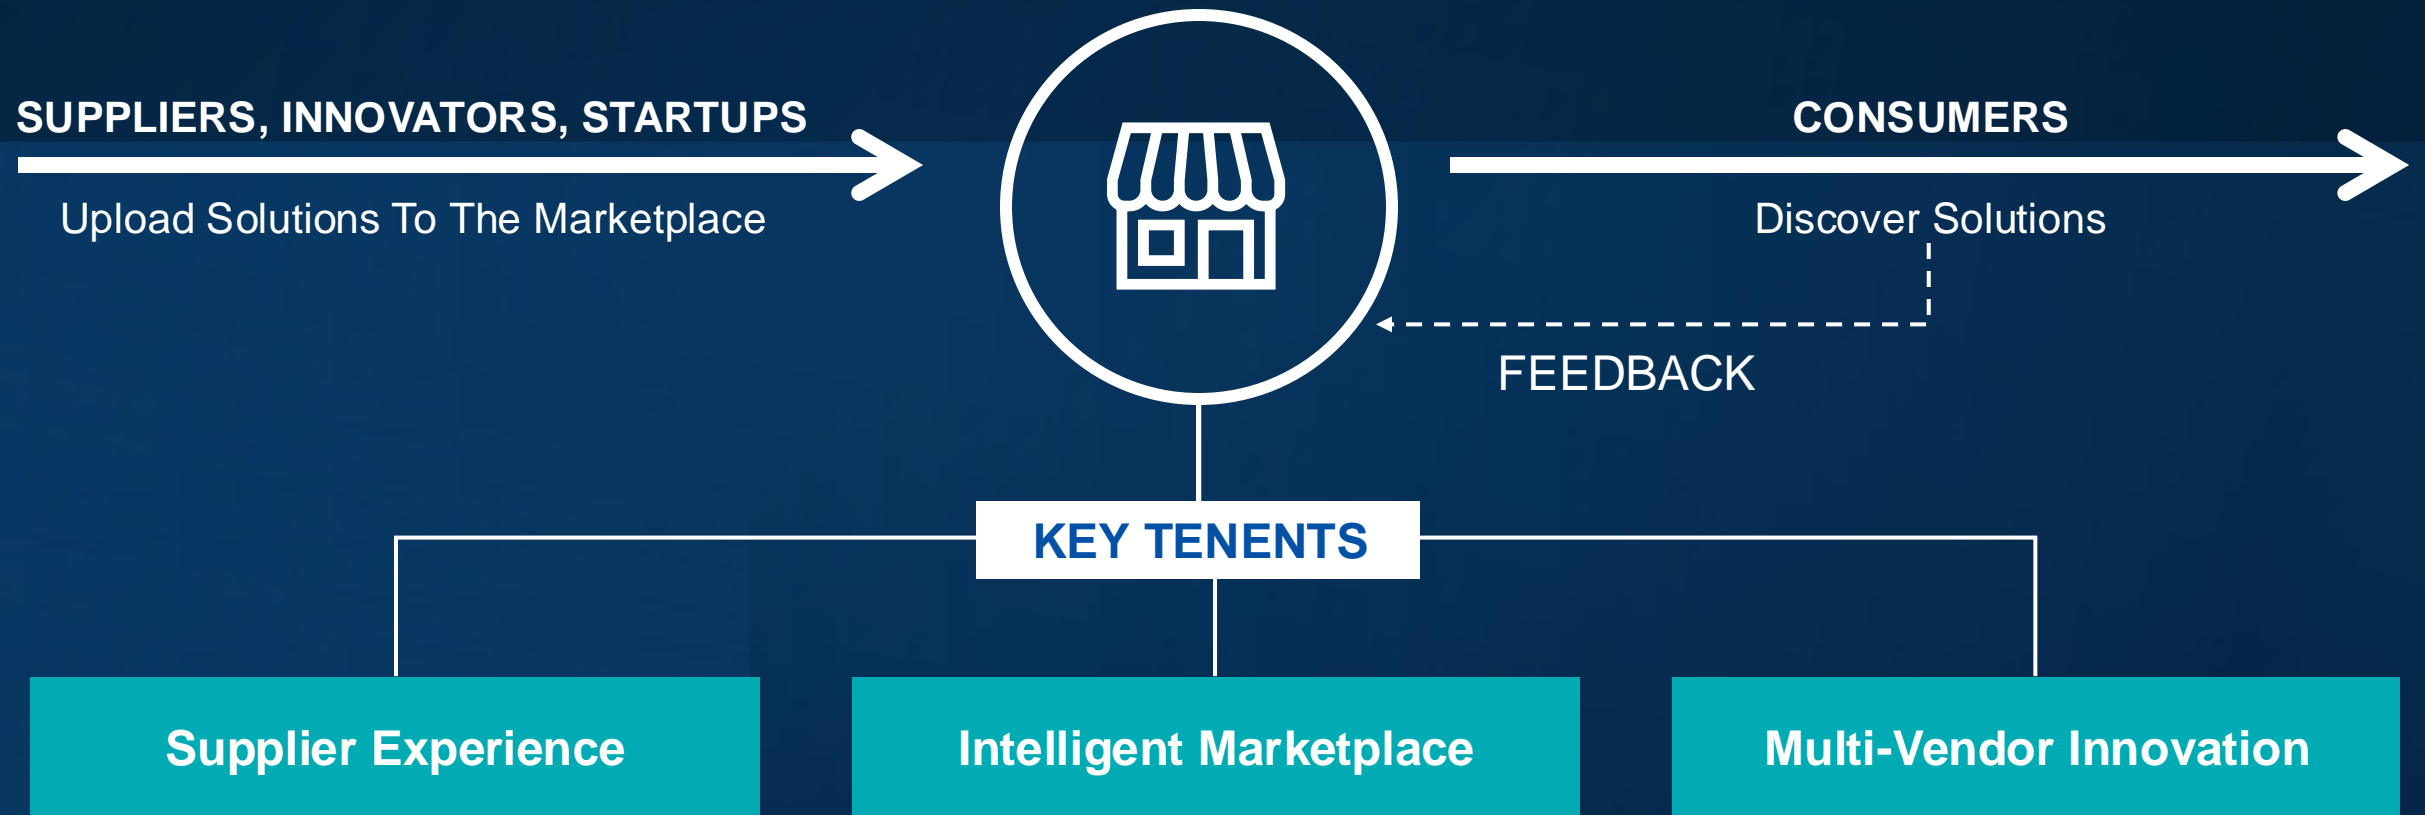 SUPPLIERS, INNOVATORS, STARTUPS
Upload Solutions To The Marketplace
CONSUMERS
Discover Solutions
FEEDBACK
KEY TENENTS
Supplier Experience
Intelligent Marketplace
Multi-Vendor Innovation